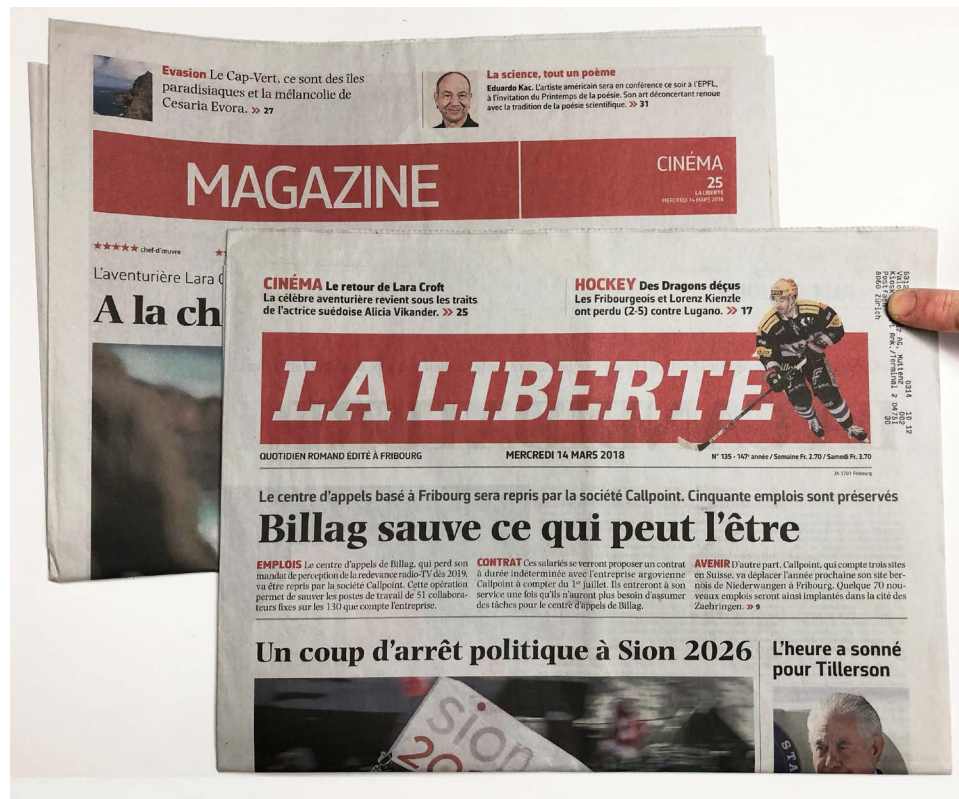 Evasion Le Cap-Vert, ce sont des îles
paradisiaques et la mélancolie de
Cesaria Evora. >> 27
La science, tout un poème
Eduardo Kac. L'artiste américain sera en conférence ce soir à l'EPFL,
à l'invitation du Printemps de la poésie. Son art déconcertant renoue
avec la tradition de la poésie scientifique. >> 31
MAGAZINE
CINÉMA
25
LA LIBERTÉ
MERCREDI 14 MARS 2018
★★★★★ chef-d'œuvre
L'aventurière Lara
A la ch
CINÉMA Le retour de Lara Croft
La célèbre aventurière revient sous les traits
de l'actrice suédoise Alicia Vikander. >> 25
HOCKEY Des Dragons déçus
Les Fribourgeois et Lorenz Kienzle
ont perdu (2-5) contre Lugano. >> 17
LA LIBERTÉ
QUOTIDIEN ROMAND ÉDITÉ À FRIBOURG
MERCREDI 14 MARS 2018
N° 135 • 147e année / Semaine Fr. 2.70 / Samedi Fr. 3.70
JA 1701 Fribourg
8060 Zürich
Le centre d'appels basé à Fribourg sera repris par la société Callpoint. Cinquante emplois sont préservés
Billag sauve ce qui peut l'être
EMPLOIS Le centre d'appels de Billag, qui perd son
mandat de perception de la redevance radio-TV dès 2019,
va être repris par la société Callpoint. Cette opération
permet de sauver les postes de travail de 51 collabora-
teurs fixes sur les 130 que compte l'entreprise.
CONTRAT Ces salariés se verront proposer un contrat
à durée indéterminée avec l'entreprise argovienne
Callpoint à compter du 1er juillet. Ils entreront à son
service une fois qu'ils n'auront plus besoin d'assumer
des tâches pour le centre d'appels de Billag.
AVENIR D'autre part, Callpoint, qui compte trois sites
en Suisse, va déplacer l'année prochaine son site ber-
nois de Niederwangen à Fribourg. Quelque 70 nou-
veaux emplois seront ainsi implantés dans la cité des
Zaehringen. >> 9
Un coup d'arrêt politique à Sion 2026
L'heure a sonné
pour Tillerson
sion
20
STA